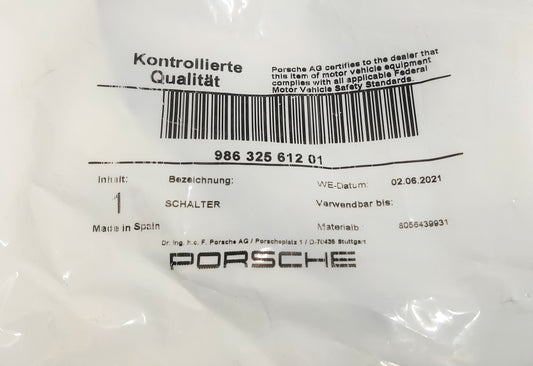 Kontrollierte
Qualität
Porsche AG certifies to the dealer that
this item of motor vehicle equipment
complies with all applicable Federal
Motor Vehicle Safety Standards.
986 325 612 01
Inhalt: Bezeichnung: WE-Datum: 02.06.2021
1 SCHALTER Verwendbar bis:
Made in Spain Materialb. 8056439931
Dr. Ing. h.c. F. Porsche AG / Porscheplatz 1 / D-70435 Stuttgart
PORSCHE